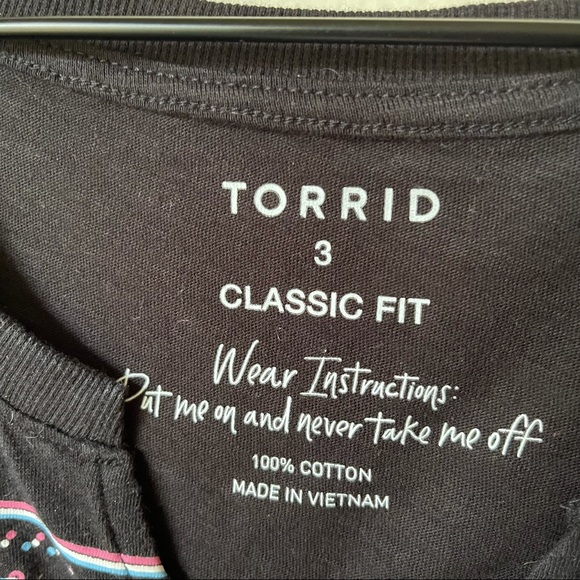 TORRID
3
CLASSIC FIT
Wear Instructions:
Put me on and never take me off
100% COTTON
MADE IN VIETNAM